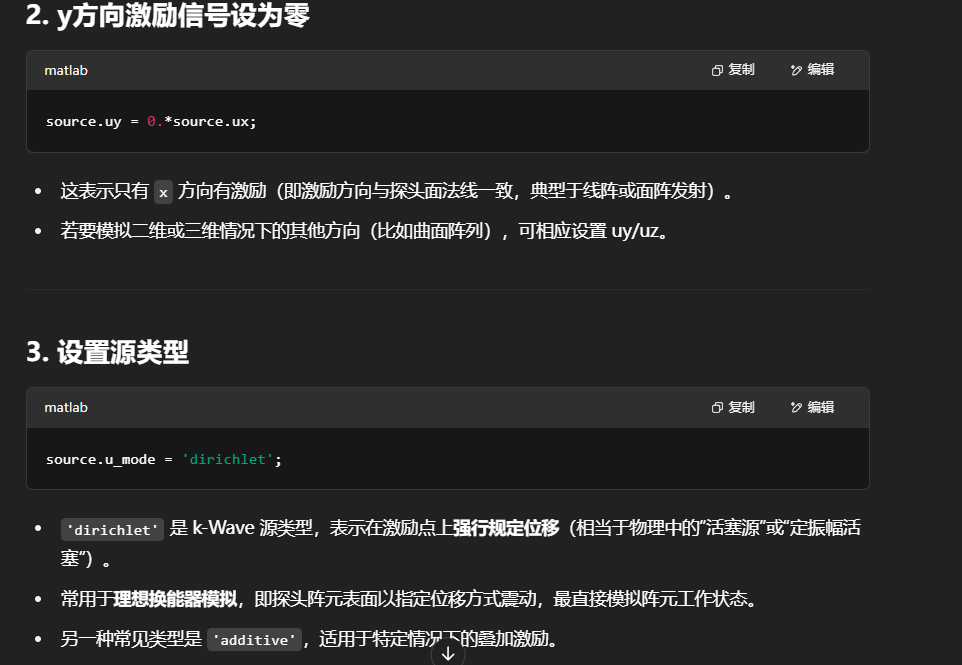 2. y方向激励信号设为零
matlab 复制 编辑
source.uy = 0.*source.ux;
• 这表示只有 x 方向有激励（即激励方向与探头面法线一致，典型于线阵或面阵发射）。
• 若要模拟二维或三维情况下的其他方向（比如曲面阵列），可相应设置 uy/uz。
3. 设置源类型
matlab 复制 编辑
source.u_mode = 'dirichlet';
• 'dirichlet' 是 k-Wave 源类型，表示在激励点上强行规定位移（相当于物理中的“活塞源”或“定振幅活
塞”）。
• 常用于理想换能器模拟，即探头阵元表面以指定位移方式震动，最直接模拟阵元工作状态。
• 另一种常见类型是 'additive'，适用于特定情况下的叠加激励。